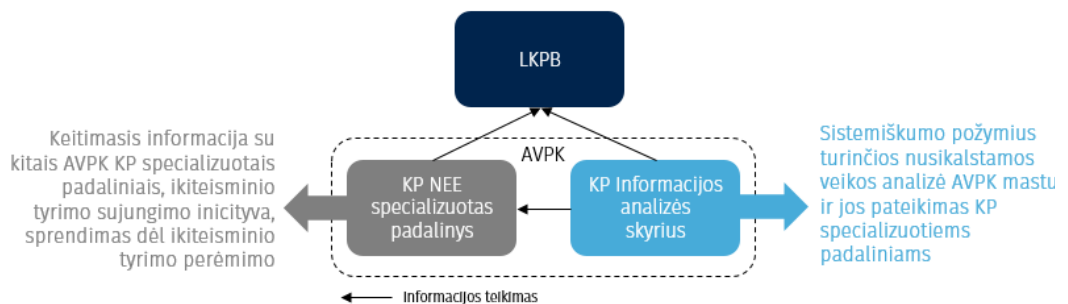 LKPB
Keitimasis informacija su
kitais AVPK KP specializuotais
padaliniais, ikiteisminio
tyrimo sujungimo inicityva,
sprendimas dėl ikiteisminio
tyrimo perėmimo
AVPK
KP NEE
specializuotas
padalinys
KP Informacijos
analizės
skyrius
Sistemiškumo požymius
turinčios nusikalstamos
veikos analizė AVPK mastu
ir jos pateikimas KP
specializuotiems
padaliniams
Informacijos teikimas